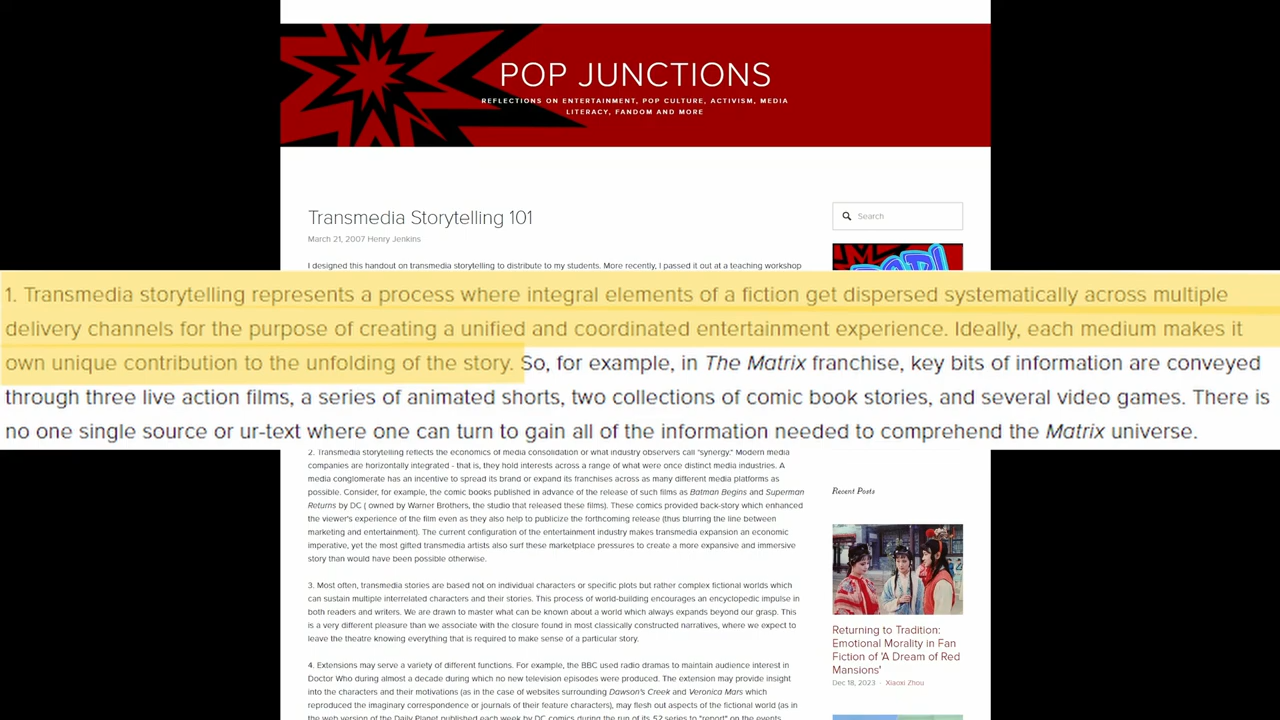 POP JUNCTIONS
REFLECTIONS ON ENTERTAINMENT, POP CULTURE, ACTIVISM, MEDIA
LITERACY, FANDOM AND MORE
Transmedia Storytelling 101
March 21, 2007 Henry Jenkins
Search
I designed this handout on transmedia storytelling to distribute to my students. More recently, I passed it out at a teaching workshop
1. Transmedia storytelling represents a process where integral elements of a fiction get dispersed systematically across multiple
delivery channels for the purpose of creating a unified and coordinated entertainment experience. Ideally, each medium makes it
own unique contribution to the unfolding of the story. So, for example, in The Matrix franchise, key bits of information are conveyed
through three live action films, a series of animated shorts, two collections of comic book stories, and several video games. There is
no one single source or ur-text where one can turn to gain all of the information needed to comprehend the Matrix universe.
2. Transmedia storytelling reflects the economics of media consolidation or what industry observers call "synergy." Modern media
companies are horizontally integrated - that is, they hold interests across a range of what were once distinct media industries. A
media conglomerate has an incentive to spread its brand or expand its franchises across as many different media platforms as
possible. Consider, for example, the comic books published in advance of the release of such films as Batman Begins and Superman
Returns by DC ( owned by Warner Brothers, the studio that released these films). These comics provided back-story which enhanced
the viewer's experience of the film even as they also help to publicize the forthcoming release (thus blurring the line between
marketing and entertainment). The current configuration of the entertainment industry makes transmedia expansion an economic
imperative, yet the most gifted transmedia artists also surf these marketplace pressures to create a more expansive and immersive
story than would have been possible otherwise.
3. Most often, transmedia stories are based not on individual characters or specific plots but rather complex fictional worlds which
can sustain multiple interrelated characters and their stories. This process of world-building encourages an encyclopedic impulse in
both readers and writers. We are drawn to master what can be known about a world which always expands beyond our grasp. This
is a very different pleasure than we associate with the closure found in most classically constructed narratives, where we expect to
leave the theatre knowing everything that is required to make sense of a particular story.
4. Extensions may serve a variety of different functions. For example, the BBC used radio dramas to maintain audience interest in
Doctor Who during almost a decade during which no new television episodes were produced. The extension may provide insight
into the characters and their motivations (as in the case of websites surrounding Dawson's Creek and Veronica Mars which
reproduced the imaginary correspondence or journals of their feature characters), may flesh out aspects of the fictional world (as in
the web version of the Daily Planet published each week by DC comics during the run of its 52 series to "report" on the events
Recent Posts
Returning to Tradition:
Emotional Morality in Fan
Fiction of 'A Dream of Red
Mansions'
Dec 18, 2023 · Xiaoxi Zhou